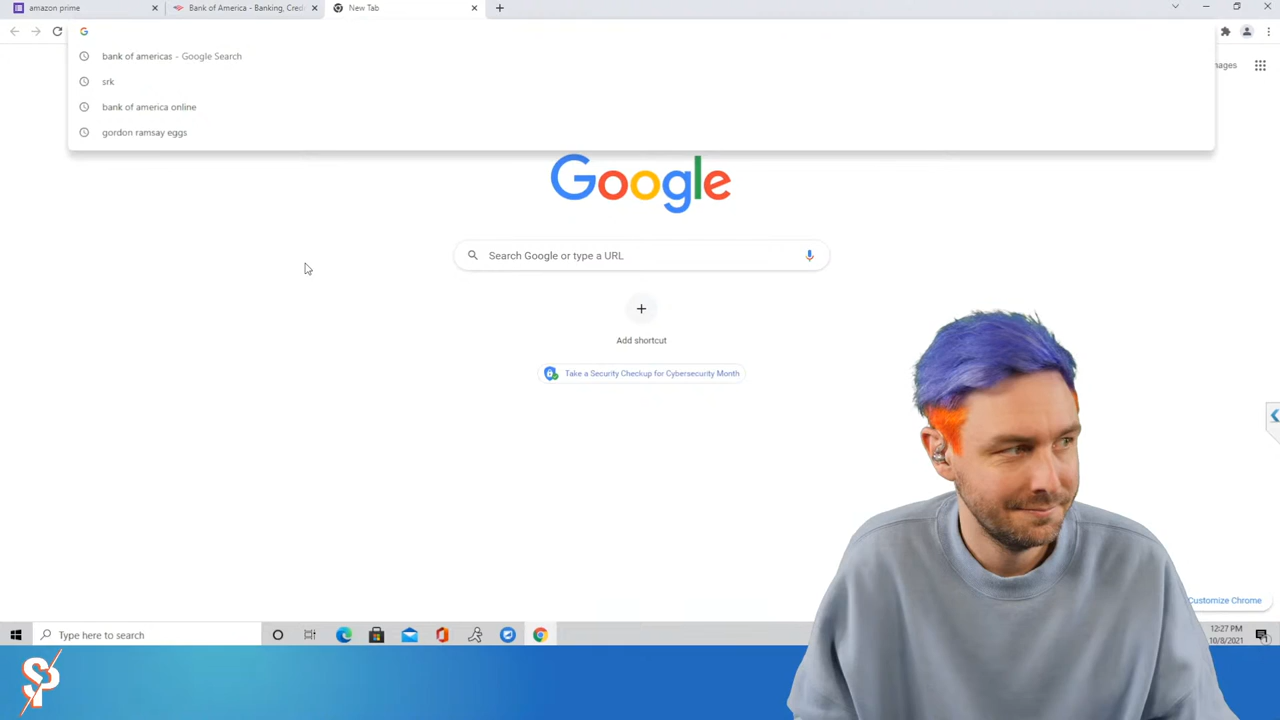 amazon prime
Bank of America - Banking, Cred
New Tab
bank of americas - Google Search
srk
bank of america online
gordon ramsay eggs
Google
Search Google or type a URL
Add shortcut
Take a Security Checkup for Cybersecurity Month
Customize Chrome
Type here to search
12:27 PM
10/8/2021
SP